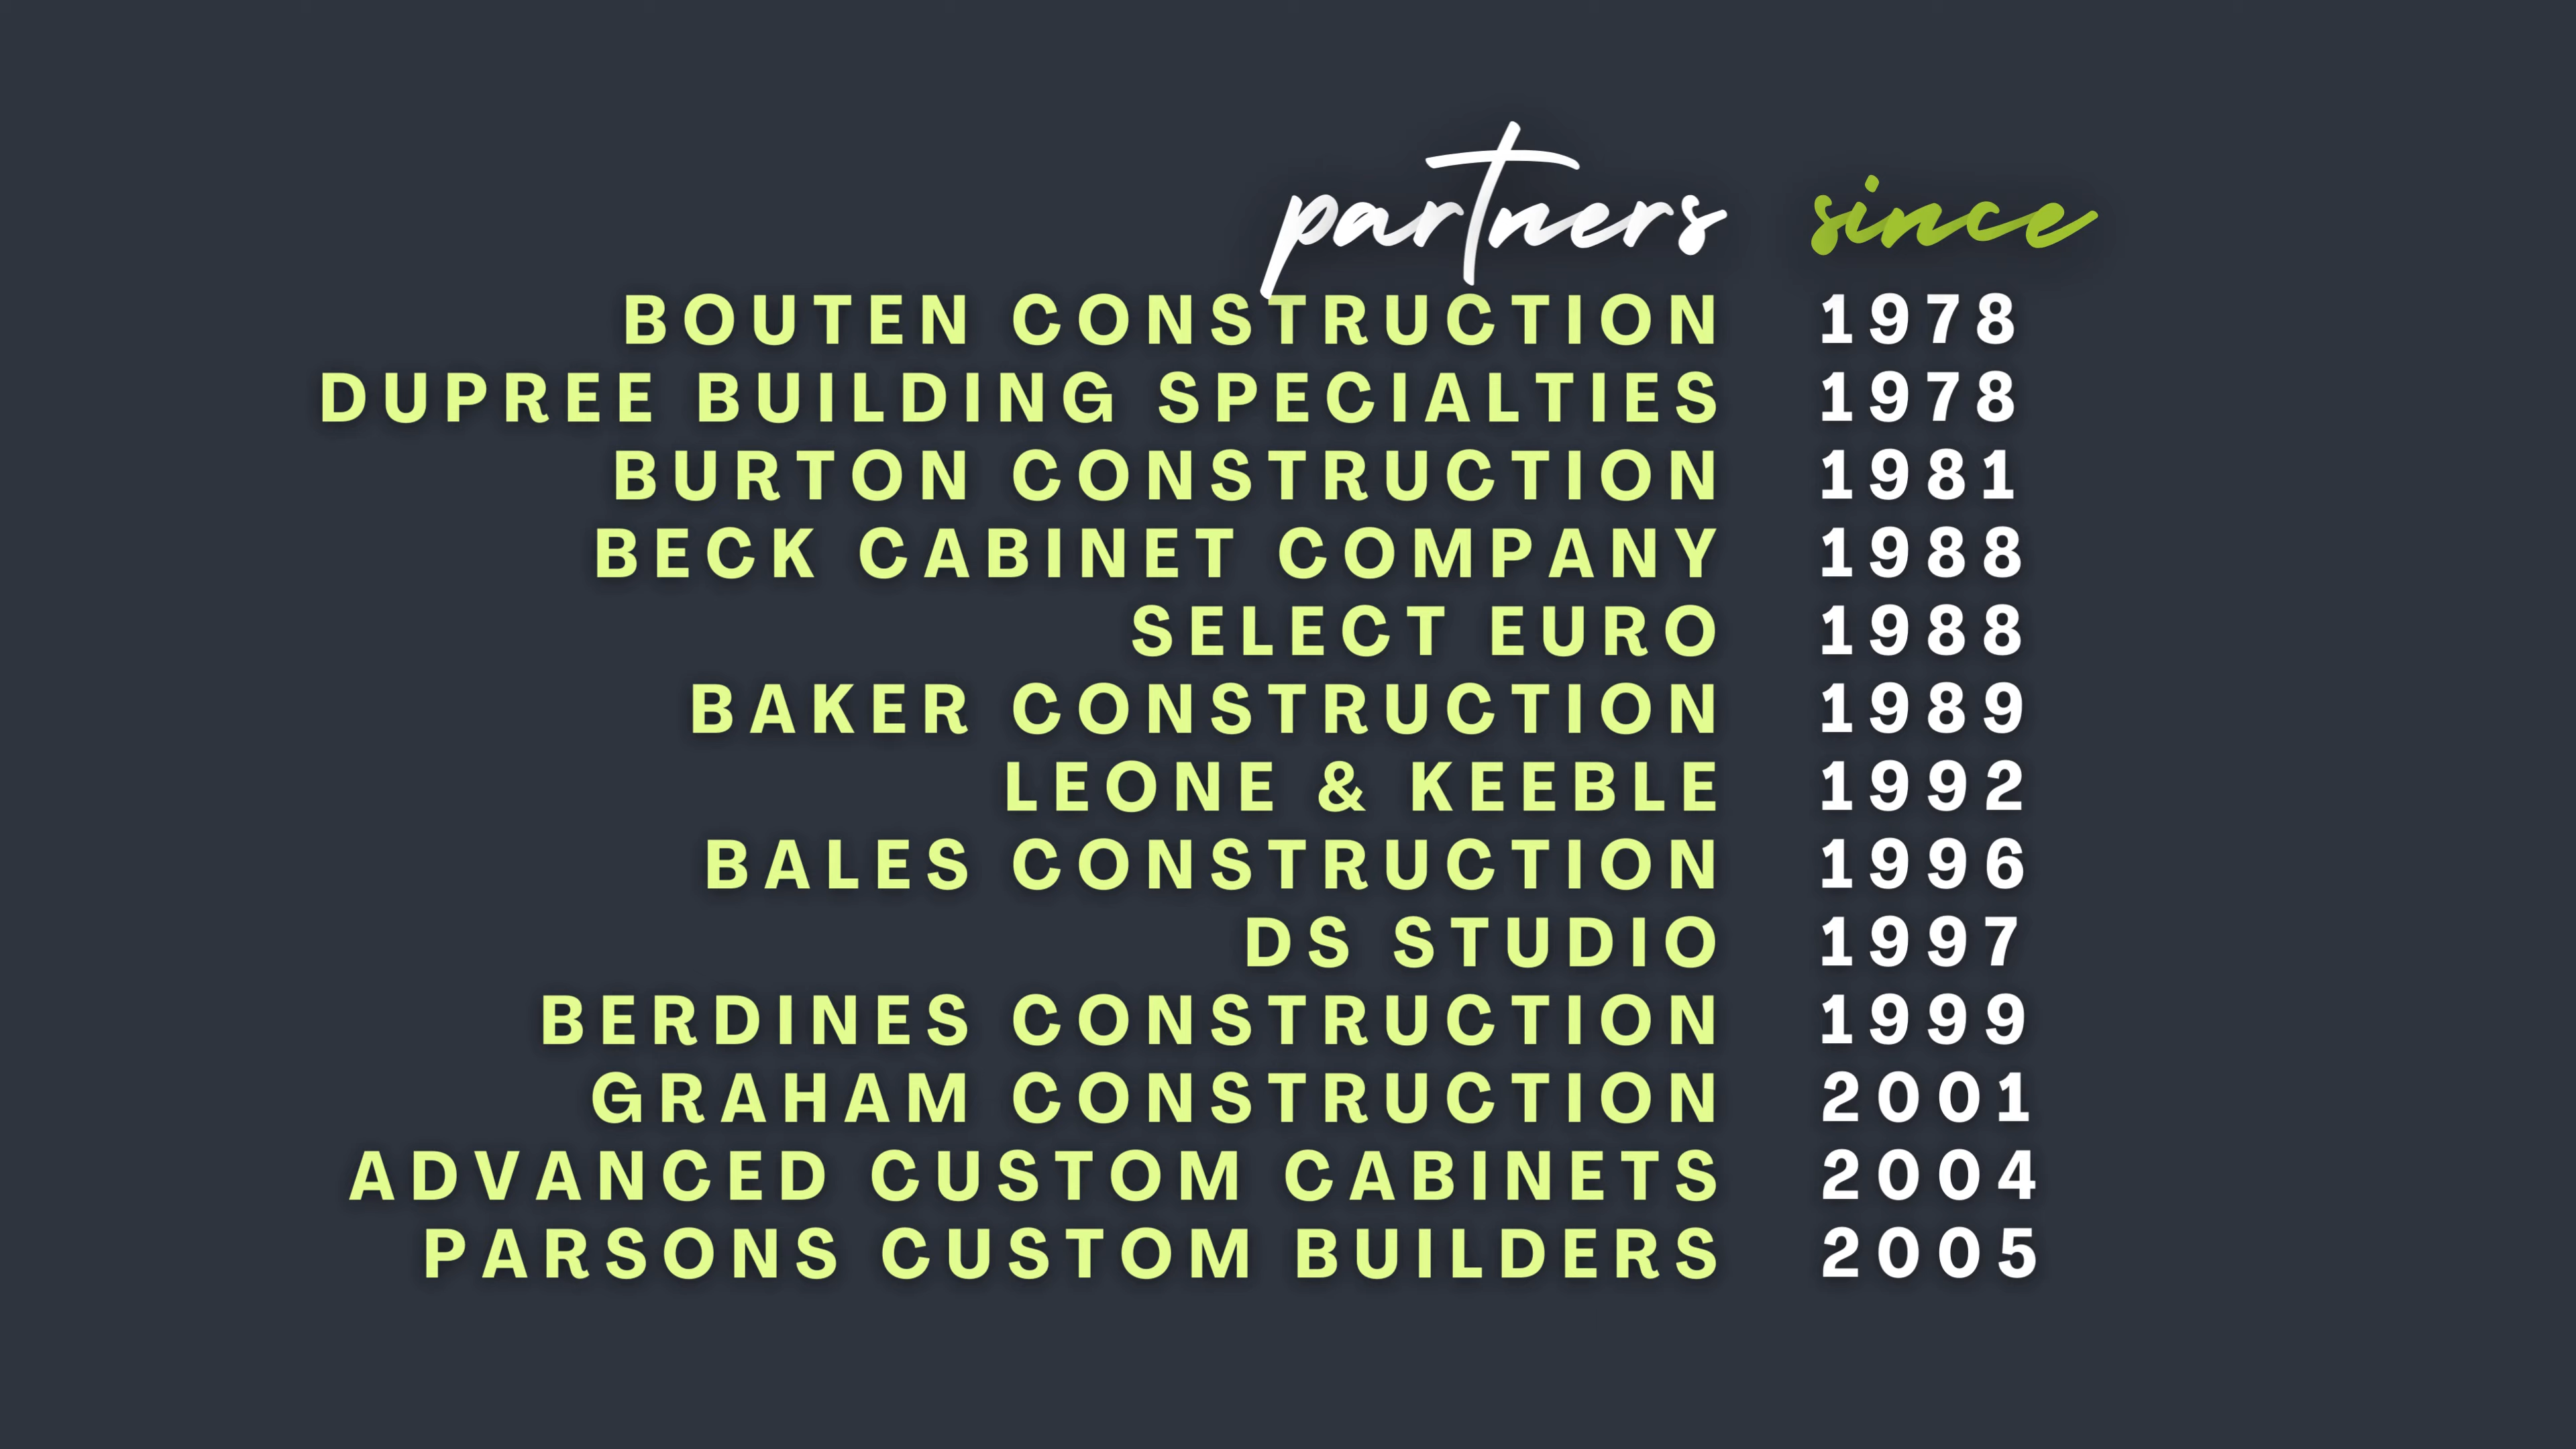 partners since
BOUTEN CONSTRUCTION 1978
DUPREE BUILDING SPECIALTIES 1978
BURTON CONSTRUCTION 1981
BECK CABINET COMPANY 1988
SELECT EURO 1988
BAKER CONSTRUCTION 1989
LEONE & KEEBLE 1992
BALES CONSTRUCTION 1996
DS STUDIO 1997
BERDINES CONSTRUCTION 1999
GRAHAM CONSTRUCTION 2001
ADVANCED CUSTOM CABINETS 2004
PARSONS CUSTOM BUILDERS 2005